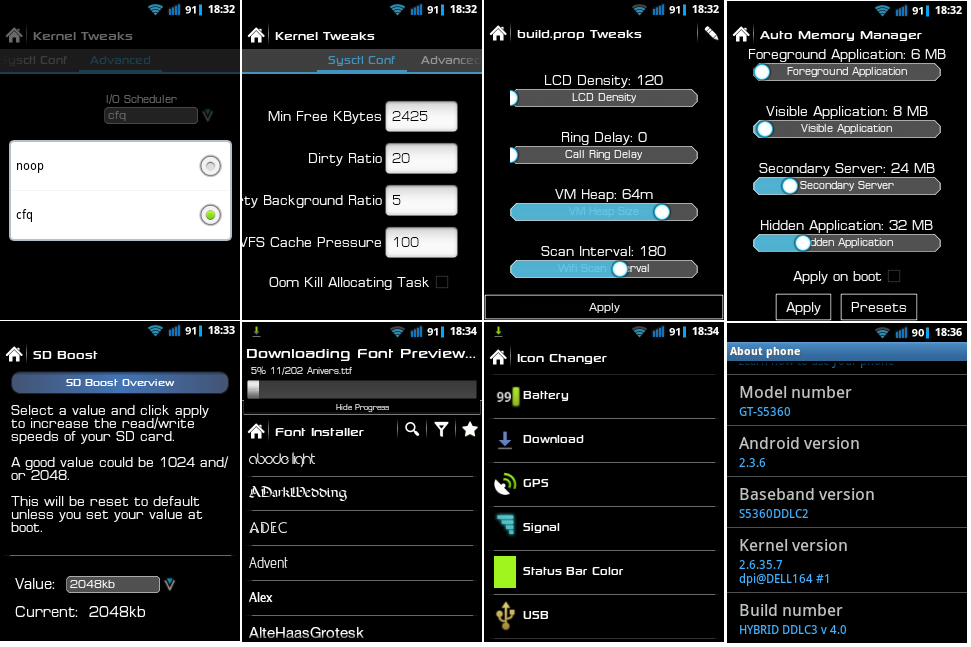 91 18:32
Kernel Tweaks
Sysctl Conf Advanced
I/O Scheduler
cfq
noop
cfq
91 18:32
Kernel Tweaks
Sysctl Conf Advanced
Min Free KBytes 2425
Dirty Ratio 20
ty Background Ratio 5
VFS Cache Pressure 100
Oom Kill Allocating Task
91 18:32
build.prop Tweaks
LCD Density: 120
LCD Density
Ring Delay: 0
Call Ring Delay
VM Heap: 64m
VM Heap Size
Scan Interval: 180
Wifi Scan Interval
Apply
91 18:32
Auto Memory Manager
Foreground Application: 6 MB
Foreground Application
Visible Application: 8 MB
Visible Application
Secondary Server: 24 MB
Secondary Server
Hidden Application: 32 MB
dden Application
Apply on boot
Apply Presets
91 18:33
SD Boost
SD Boost Overview
Select a value and click apply
to increase the read/write
speeds of your SD card.
A good value could be 1024 and/
or 2048.
This will be reset to default
unless you set your value at
boot.
Value: 2048kb
Current: 2048kb
91 18:34
Downloading Font Preview...
5% 11/202 Anivers.ttf
Hide Progress
Font Installer
abode light
ADarkWedding
ADEC
Advent
Alex
AlteHaasGrotesk
91 18:34
Icon Changer
99 Battery
Download
GPS
Signal
Status Bar Color
USB
90 18:36
About phone
Learn how to use your phone
Model number
GT-S5360
Android version
2.3.6
Baseband version
S5360DDLC2
Kernel version
2.6.35.7
dpi@DELL164 #1
Build number
HYBRID DDLC3 v 4.0